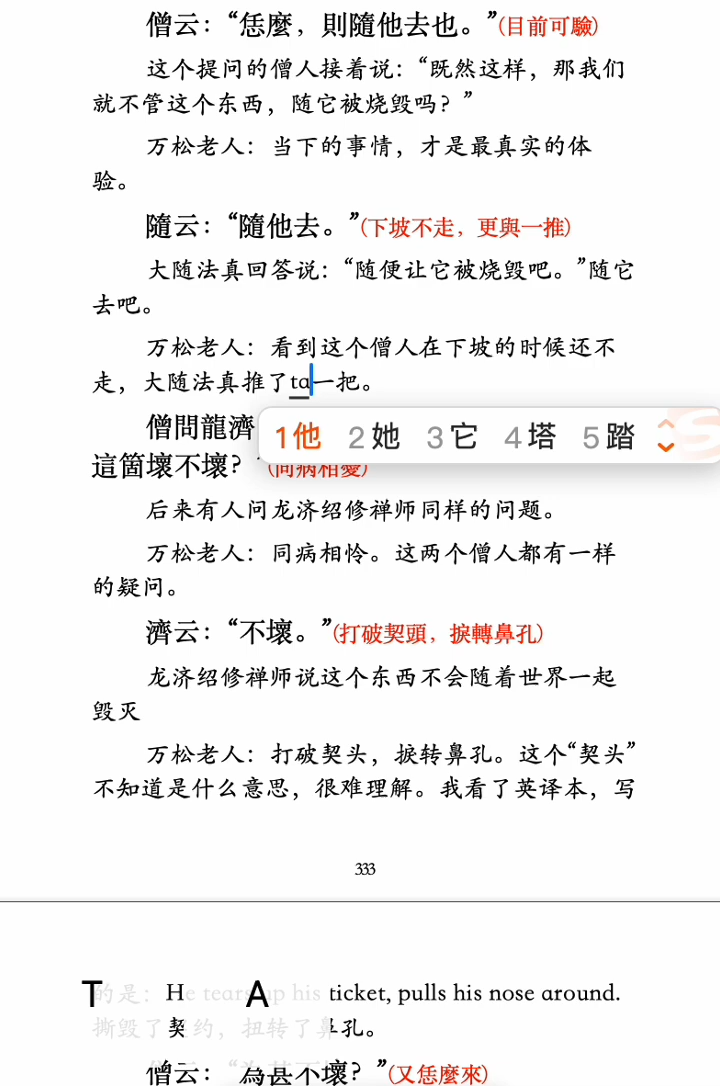 僧云：“恁麼，則隨他去也。”(目前可驗)
这个提问的僧人接着说：“既然这样，那我们
就不管这个东西，随它被烧毁吗？”
万松老人：当下的事情，才是最真实的体
验。
隨云：“隨他去。”(下坡不走，更與一推)
大随法真回答说：“随便让它被烧毁吧。”随它
去吧。
万松老人：看到这个僧人在下坡的时候还不
走，大随法真推了ta一把。
1他 2她 3它 4塔 5踏
僧問龍濟
這箇壞不壞？“(同病相憂)
后来有人问龙济绍修禅师同样的问题。
万松老人：同病相怜。这两个僧人都有一样
的疑问。
濟云：“不壞。”(打破契頭，捩轉鼻孔)
龙济绍修禅师说这个东西不会随着世界一起
毁灭
万松老人：打破契头，捩转鼻孔。这个“契头”
不知道是什么意思，很难理解。我看了英译本，写
333
的是：He tears up his ticket, pulls his nose around.
T A
撕毁了契约，扭转了鼻孔。
僧云：“為甚不壞？”(又恁麼來)